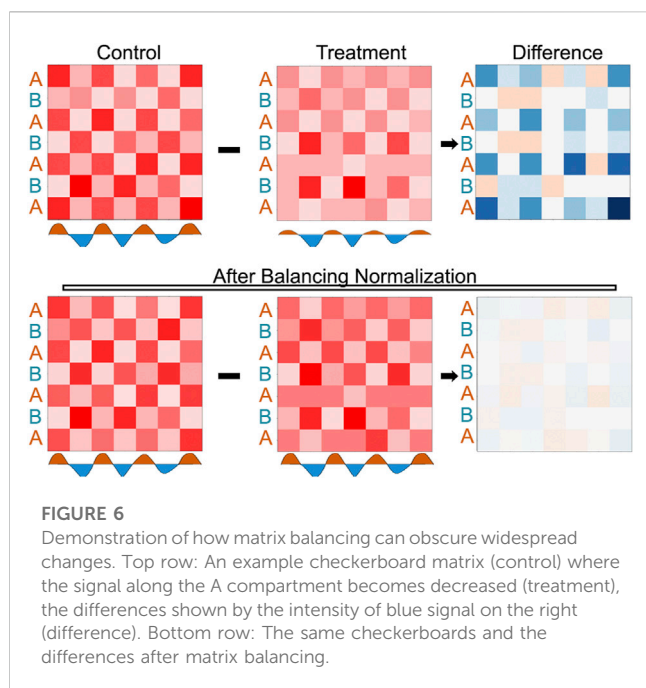 Control Treatment Difference
A
B
A
B
A
B
A
A
B
A
B
A
B
A
A
B
A
B
A
B
A
After Balancing Normalization
A
B
A
B
A
B
A
A
B
A
B
A
B
A
A
B
A
B
A
B
A
FIGURE 6
Demonstration of how matrix balancing can obscure widespread
changes. Top row: An example checkerboard matrix (control) where
the signal along the A compartment becomes decreased (treatment),
the differences shown by the intensity of blue signal on the right
(difference). Bottom row: The same checkerboards and the
differences after matrix balancing.